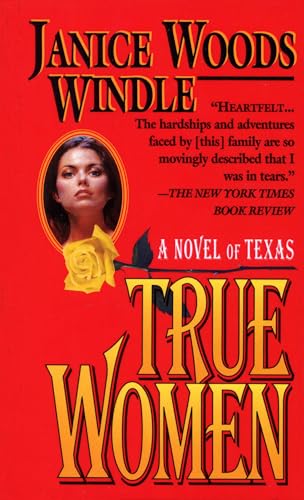 JANICE WOODS
WINDLE
"HEARTFELT...
The hardships and adventures
faced by [this] family are so
movingly described that I
was in tears."
—THE NEW YORK TIMES
BOOK REVIEW
A NOVEL OF TEXAS
TRUE
WOMEN